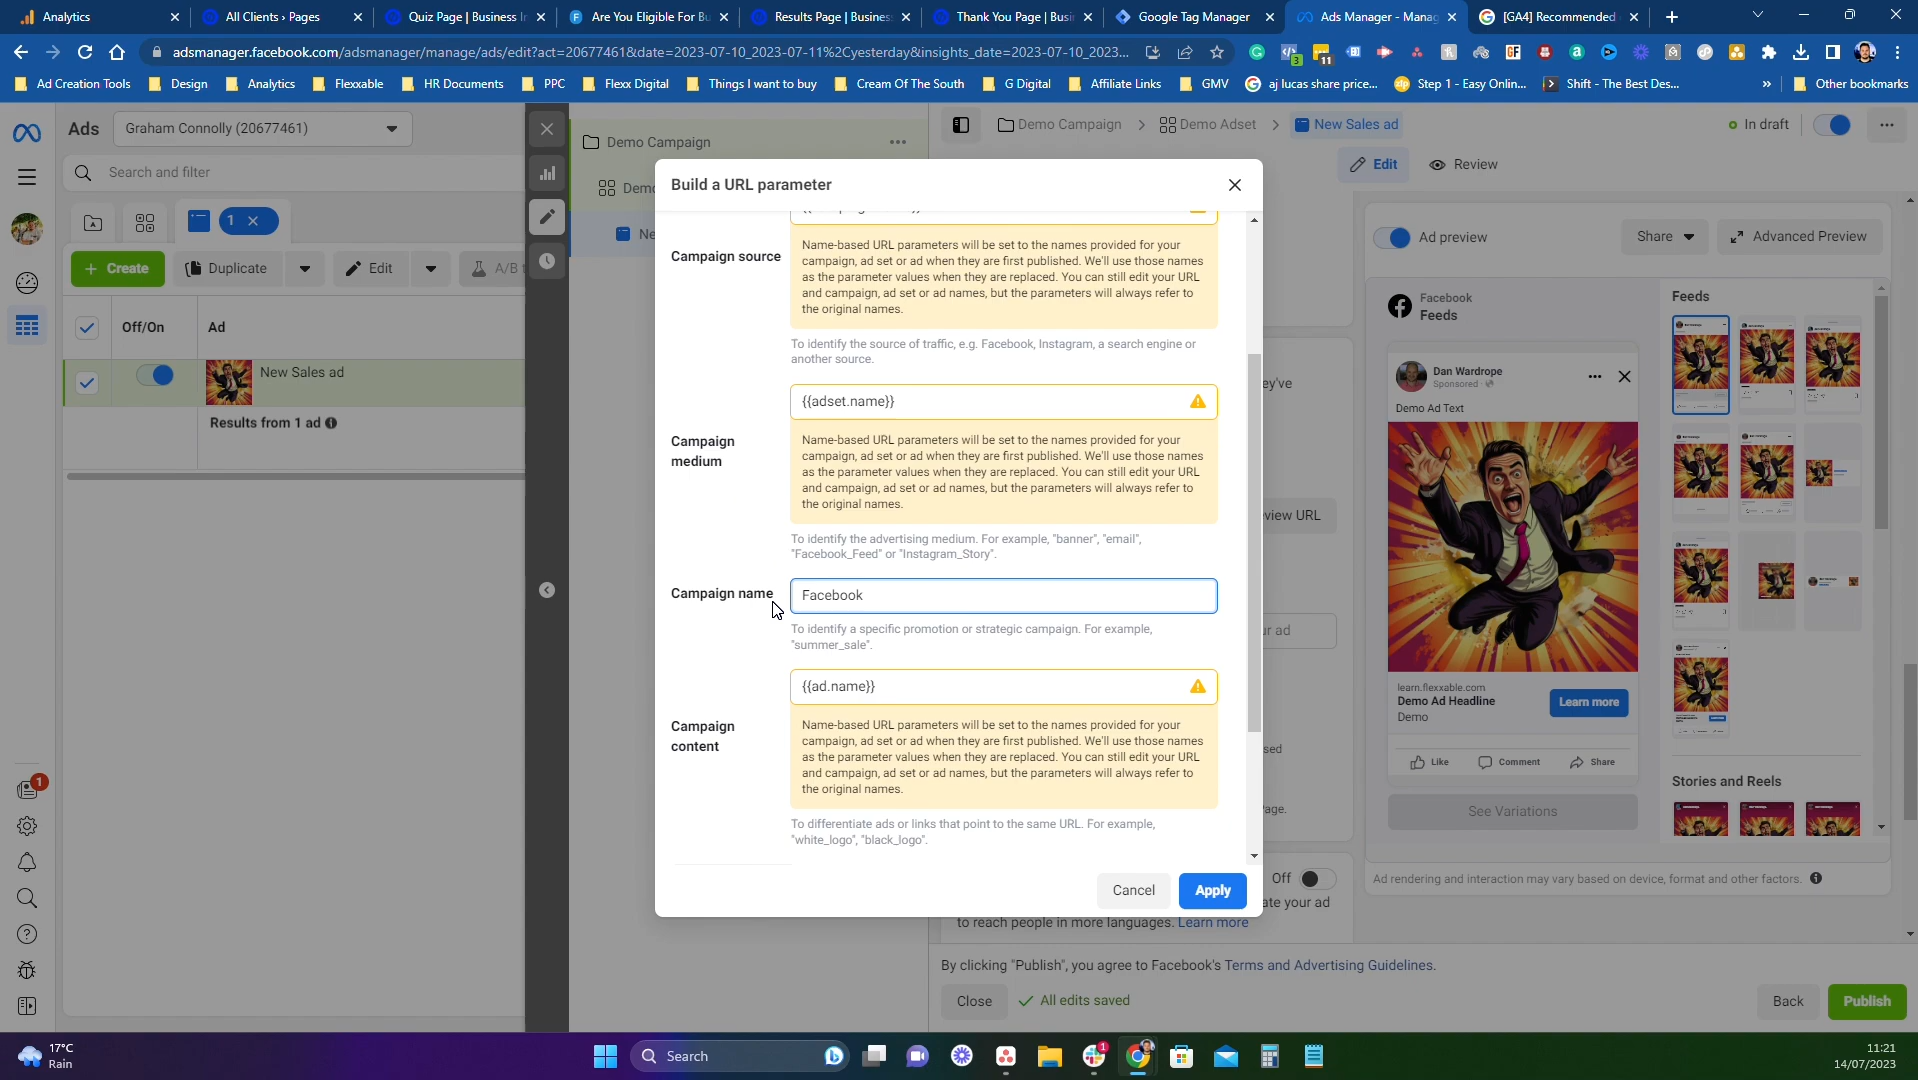 Analytics
All Clients › Pages
Quiz Page | Business In
Are You Eligible For Bu
Results Page | Busines
Thank You Page | Busi
Google Tag Manager
Ads Manager - Manag
[GA4] Recommended
adsmanager.facebook.com/adsmanager/manage/ads/edit?act=20677461&date=2023-07-10_2023-07-11%2Cyesterday&insights_date=2023-07-10_2023...
Ad Creation Tools
Design
Analytics
Flexxable
HR Documents
PPC
Flexx Digital
Things I want to buy
Cream Of The South
G Digital
Affiliate Links
GMV
aj lucas share price...
Step 1 - Easy Onlin...
Shift - The Best Des...
Other bookmarks
Ads
Graham Connolly (20677461)
Search and filter
1
Create
Duplicate
Edit
A/B t
Off/On
Ad
New Sales ad
Results from 1 ad
Demo Campaign
Demo
Ne
Demo Campaign
Demo Adset
New Sales ad
In draft
Edit
Review
Build a URL parameter
Campaign source
Name-based URL parameters will be set to the names provided for your
campaign, ad set or ad when they are first published. We'll use those names
as the parameter values when they are replaced. You can still edit your URL
and campaign, ad set or ad names, but the parameters will always refer to
the original names.
To identify the source of traffic, e.g. Facebook, Instagram, a search engine or
another source.
{{adset.name}}
Campaign
medium
Name-based URL parameters will be set to the names provided for your
campaign, ad set or ad when they are first published. We'll use those names
as the parameter values when they are replaced. You can still edit your URL
and campaign, ad set or ad names, but the parameters will always refer to
the original names.
To identify the advertising medium. For example, "banner", "email",
"Facebook_Feed" or "Instagram_Story".
Campaign name
Facebook
To identify a specific promotion or strategic campaign. For example,
"summer_sale".
{{ad.name}}
Campaign
content
Name-based URL parameters will be set to the names provided for your
campaign, ad set or ad when they are first published. We'll use those names
as the parameter values when they are replaced. You can still edit your URL
and campaign, ad set or ad names, but the parameters will always refer to
the original names.
To differentiate ads or links that point to the same URL. For example,
"white_logo", "black_logo".
Cancel
Apply
ey've
view URL
ur ad
sed
Page.
Off
ate your ad
to reach people in more languages. Learn more
Ad preview
Share
Advanced Preview
Facebook
Feeds
Dan Wardrope
Sponsored
Demo Ad Text
learn.flexxable.com
Demo Ad Headline
Demo
Learn more
Like
Comment
Share
See Variations
Feeds
Stories and Reels
Ad rendering and interaction may vary based on device, format and other factors.
By clicking "Publish", you agree to Facebook's Terms and Advertising Guidelines.
Close
All edits saved
Back
Publish
1
17°C
Rain
Search
1
11:21
14/07/2023